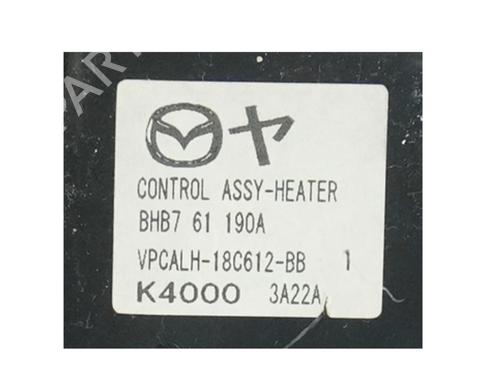 ヤ
CONTROL ASSY-HEATER
BHB7 61 190A
VPCALH-18C612-BB 1
K4000 3A22A